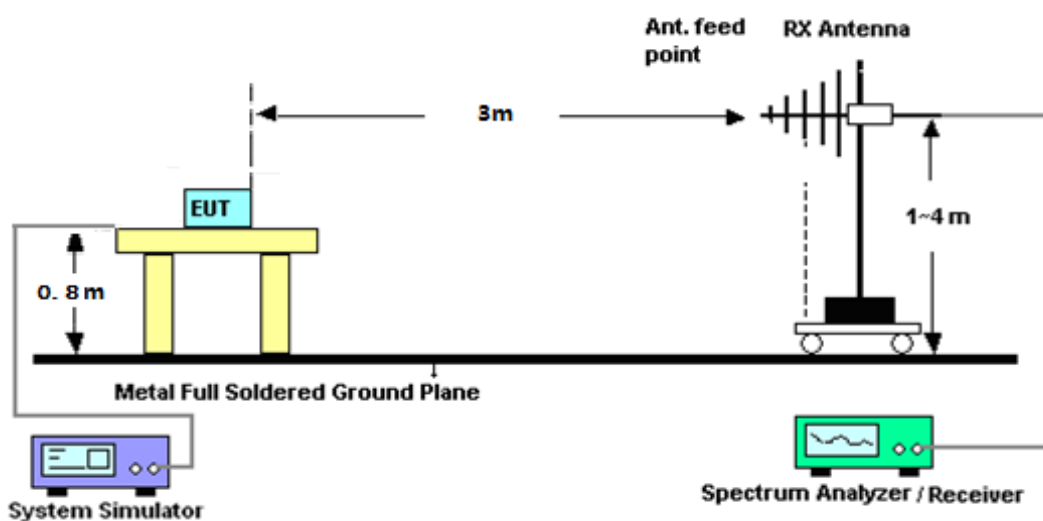 Ant. feed
point
RX Antenna
3m
EUT
1~4 m
0. 8 m
Metal Full Soldered Ground Plane
System Simulator
Spectrum Analyzer / Receiver